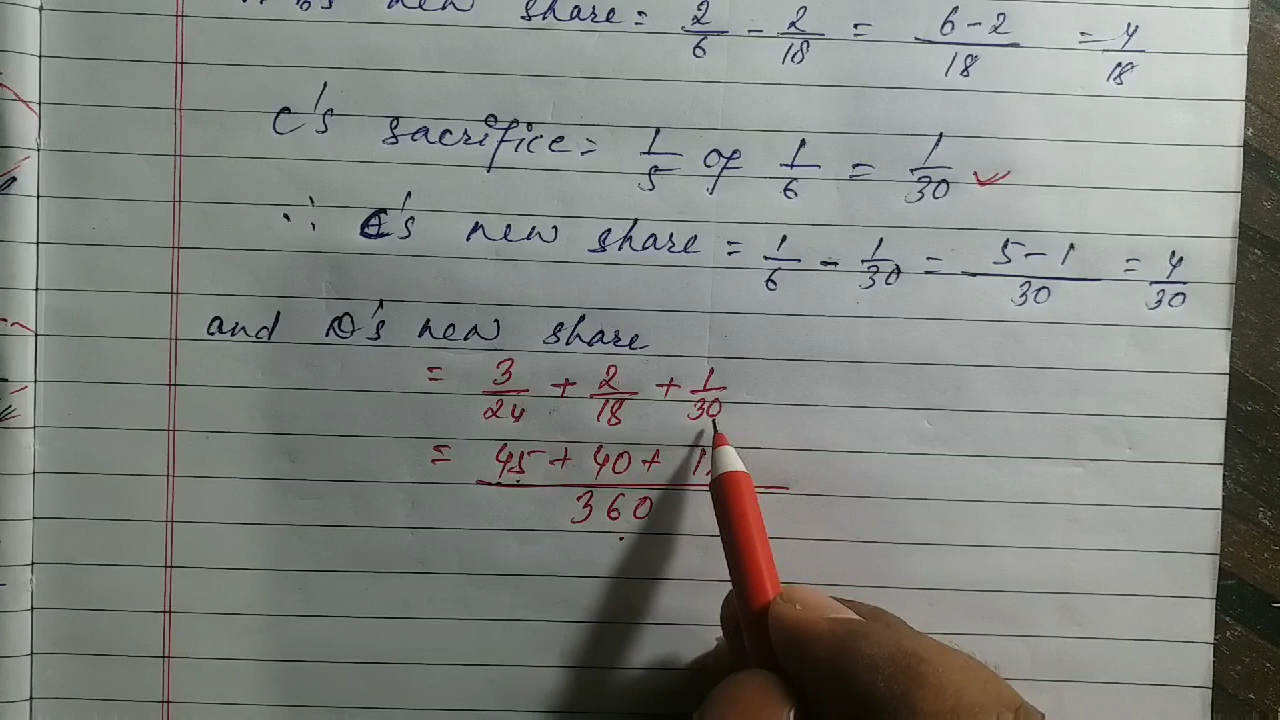 new share = 2/6 - 2/18 = 6-2/18 = 4/18
C's sacrifice = 1/5 of 1/6 = 1/30
∴ C's new share = 1/6 - 1/30 = 5-1/30 = 4/30
and D's new share
= 3/24 + 2/18 + 1/30
= 45 + 40 + 1/360